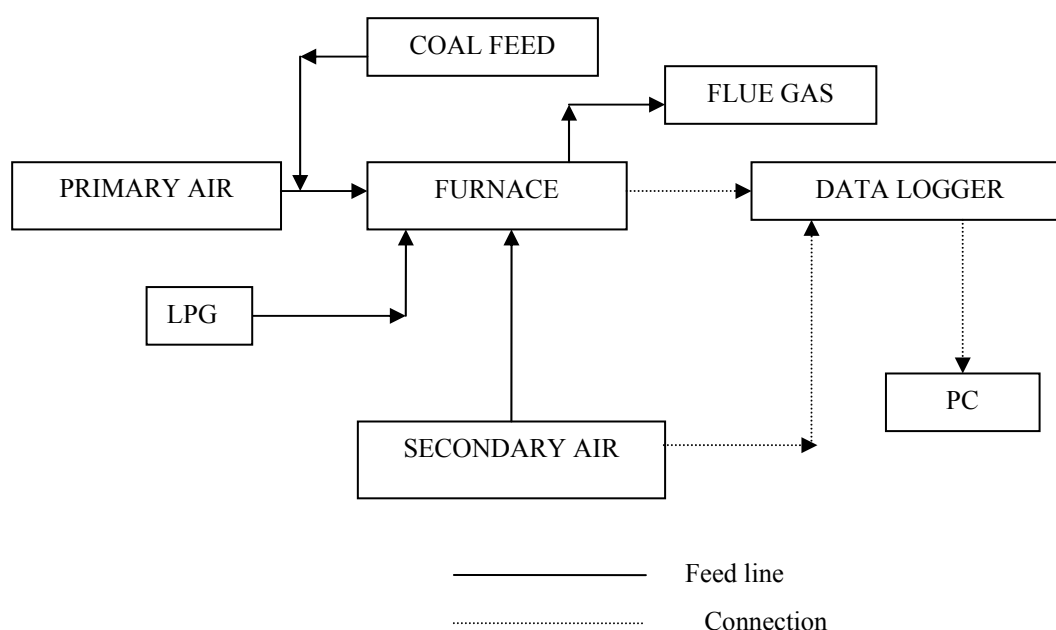 COAL FEED
FLUE GAS
PRIMARY AIR
FURNACE
DATA LOGGER
LPG
PC
SECONDARY AIR
Feed line
Connection